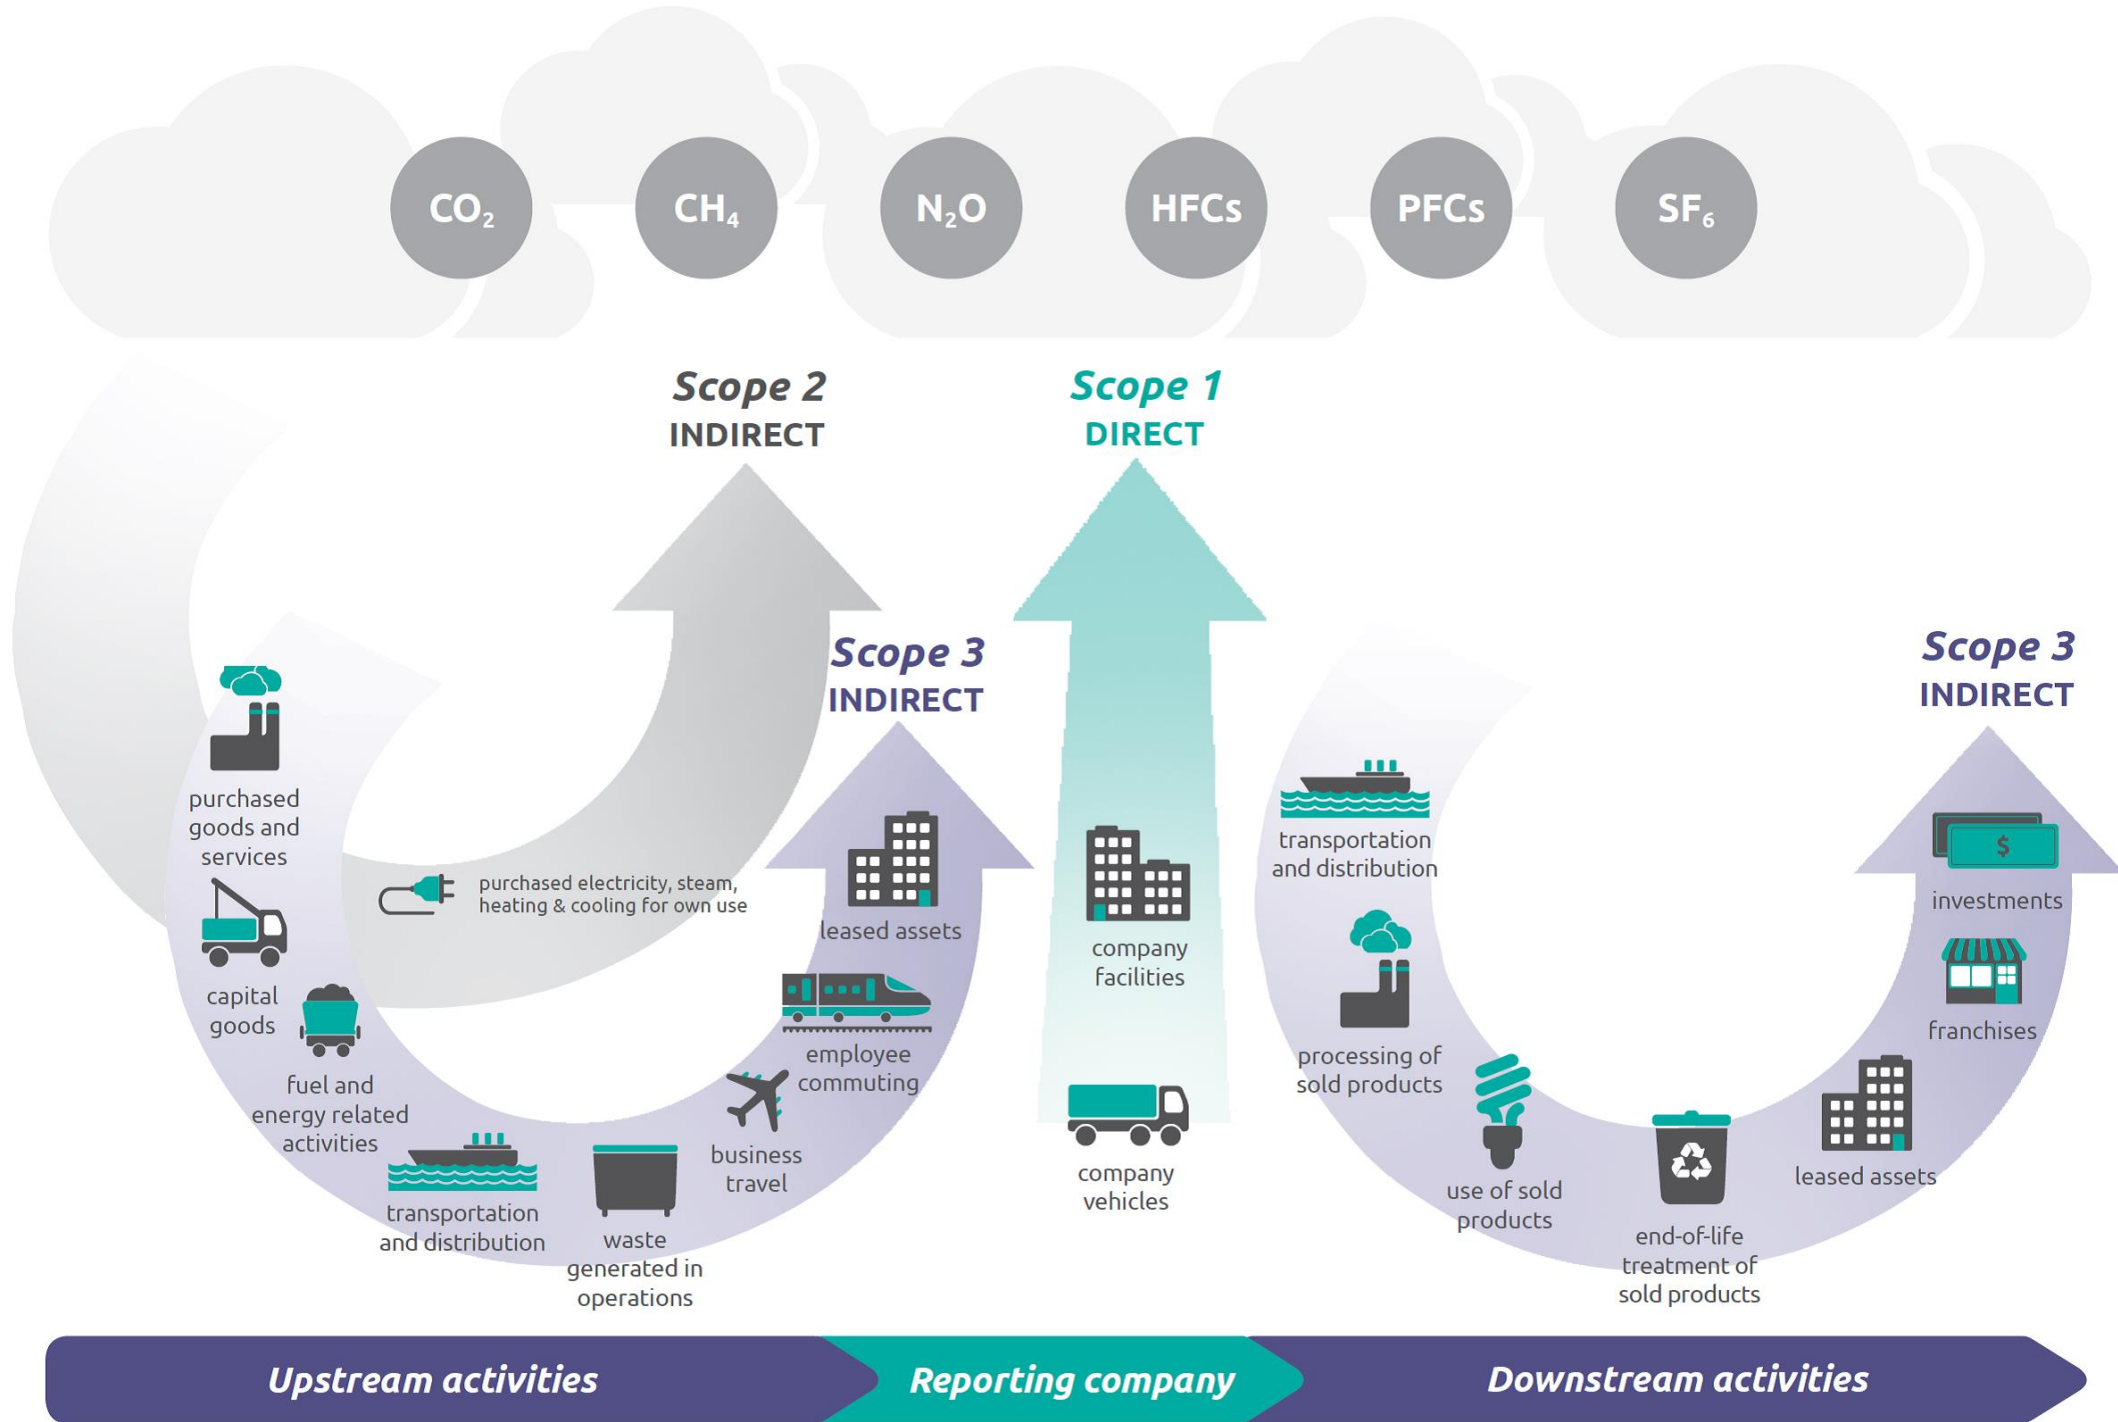 CO₂
CH₄
N₂O
HFCs
PFCs
SF₆
Scope 2
INDIRECT
Scope 1
DIRECT
Scope 3
INDIRECT
Scope 3
INDIRECT
purchased
goods and
services
capital
goods
fuel and
energy related
activities
purchased electricity, steam,
heating & cooling for own use
transportation
and distribution
waste
generated in
operations
business
travel
employee
commuting
leased assets
company
facilities
company
vehicles
transportation
and distribution
processing of
sold products
use of sold
products
end-of-life
treatment of
sold products
leased assets
franchises
$
investments
Upstream activities
Reporting company
Downstream activities